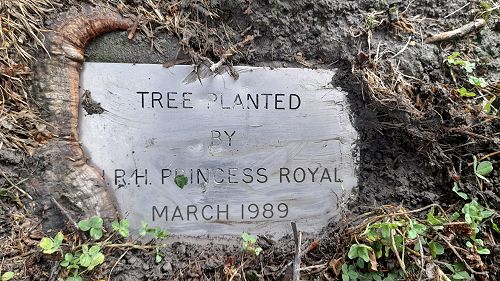 TREE PLANTED
BY
H.R.H. PRINCESS ROYAL
MARCH 1989